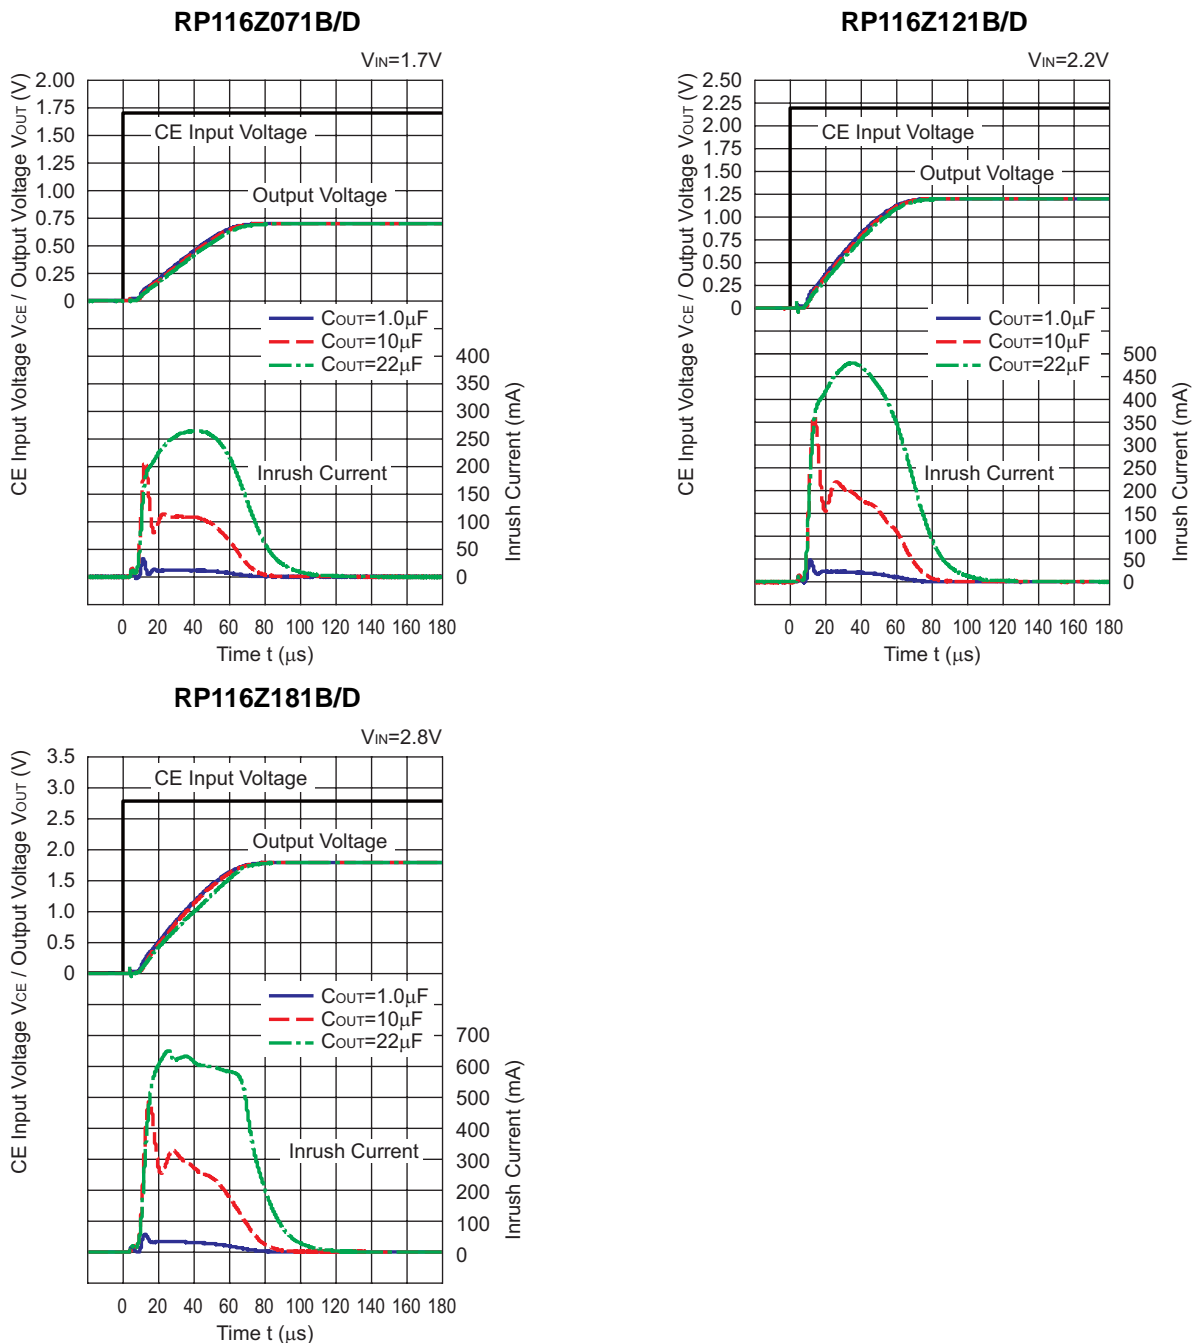 RP116Z071B/D
VIN=1.7V
CE Input Voltage VCE / Output Voltage VOUT (V)
2.00
1.75
1.50
1.25
1.00
0.75
0.50
0.25
0
CE Input Voltage
Output Voltage
COUT=1.0μF
COUT=10μF
COUT=22μF
Inrush Current
400
350
300
250
200
150
100
50
0
Inrush Current (mA)
0 20 40 60 80 100 120 140 160 180
Time t (μs)
RP116Z121B/D
VIN=2.2V
CE Input Voltage VCE / Output Voltage VOUT (V)
2.50
2.25
2.00
1.75
1.50
1.25
1.00
0.75
0.50
0.25
0
CE Input Voltage
Output Voltage
COUT=1.0μF
COUT=10μF
COUT=22μF
Inrush Current
500
450
400
350
300
250
200
150
100
50
0
Inrush Current (mA)
0 20 40 60 80 100 120 140 160 180
Time t (μs)
RP116Z181B/D
VIN=2.8V
CE Input Voltage VCE / Output Voltage VOUT (V)
3.5
3.0
2.5
2.0
1.5
1.0
0.5
0
CE Input Voltage
Output Voltage
COUT=1.0μF
COUT=10μF
COUT=22μF
Inrush Current
700
600
500
400
300
200
100
0
Inrush Current (mA)
0 20 40 60 80 100 120 140 160 180
Time t (μs)